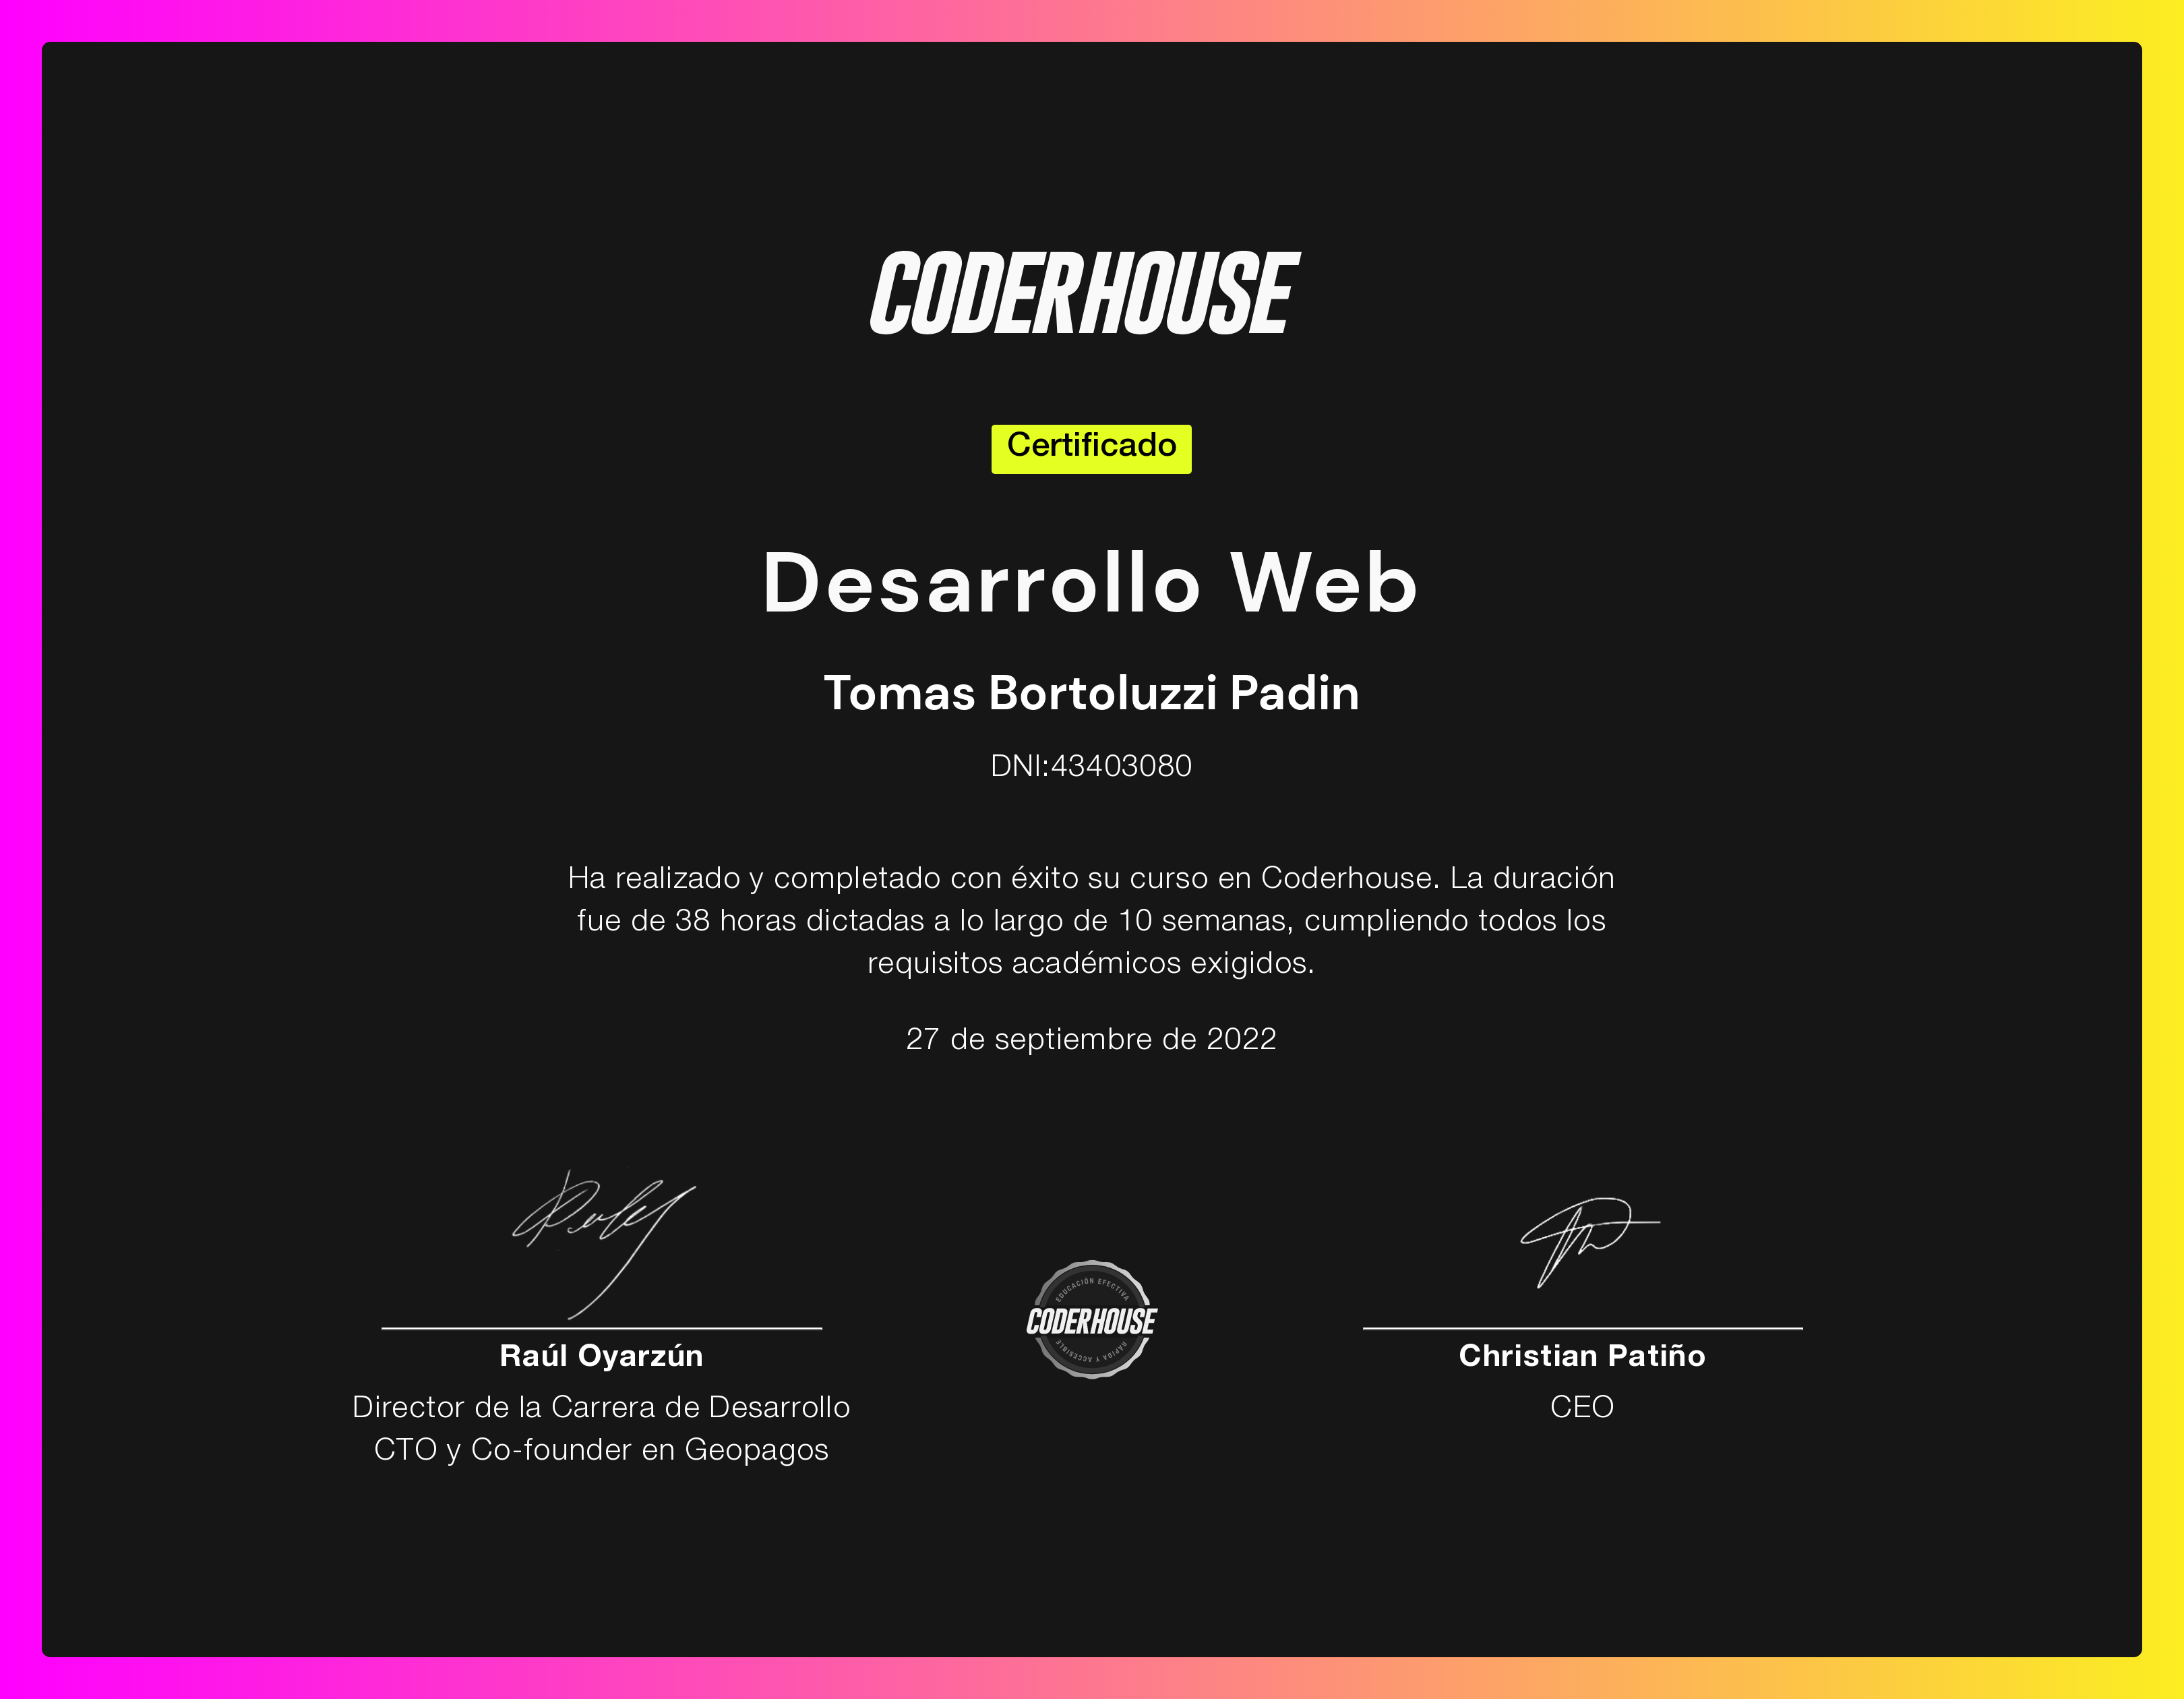 CODERHOUSE
Certificado
Desarrollo Web
Tomas Bortoluzzi Padin
DNI:43403080
Ha realizado y completado con éxito su curso en Coderhouse. La duración
fue de 38 horas dictadas a lo largo de 10 semanas, cumpliendo todos los
requisitos académicos exigidos.
27 de septiembre de 2022
EDUCACIÓN EFECTIVA
CODERHOUSE
RÁPIDA Y ACCESIBLE
Raúl Oyarzún
Director de la Carrera de Desarrollo
CTO y Co-founder en Geopagos
Christian Patiño
CEO